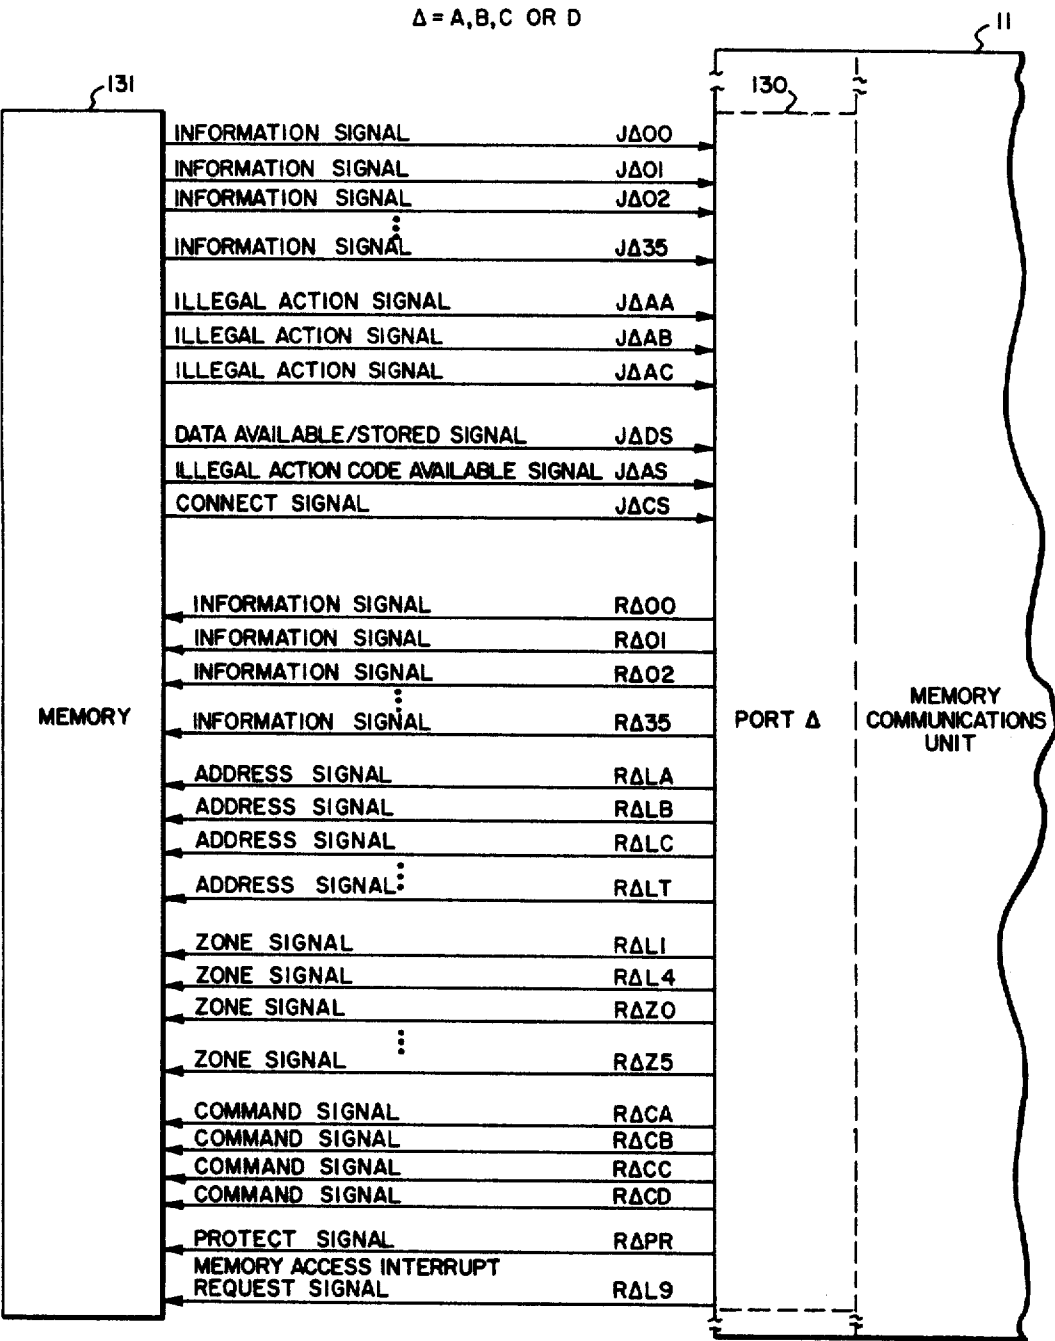 Δ = A,B,C OR D
11
131
130
INFORMATION SIGNAL JΔ00
INFORMATION SIGNAL JΔ01
INFORMATION SIGNAL JΔ02
INFORMATION SIGNAL JΔ35
ILLEGAL ACTION SIGNAL JΔAA
ILLEGAL ACTION SIGNAL JΔAB
ILLEGAL ACTION SIGNAL JΔAC
DATA AVAILABLE/STORED SIGNAL JΔDS
ILLEGAL ACTION CODE AVAILABLE SIGNAL JΔAS
CONNECT SIGNAL JΔCS
INFORMATION SIGNAL RΔ00
INFORMATION SIGNAL RΔ01
INFORMATION SIGNAL RΔ02
INFORMATION SIGNAL RΔ35
MEMORY
PORT Δ
MEMORY
COMMUNICATIONS
UNIT
ADDRESS SIGNAL RΔLA
ADDRESS SIGNAL RΔLB
ADDRESS SIGNAL RΔLC
ADDRESS SIGNAL RΔLT
ZONE SIGNAL RΔL1
ZONE SIGNAL RΔL4
ZONE SIGNAL RΔZ0
ZONE SIGNAL RΔZ5
COMMAND SIGNAL RΔCA
COMMAND SIGNAL RΔCB
COMMAND SIGNAL RΔCC
COMMAND SIGNAL RΔCD
PROTECT SIGNAL RΔPR
MEMORY ACCESS INTERRUPT
REQUEST SIGNAL RΔL9